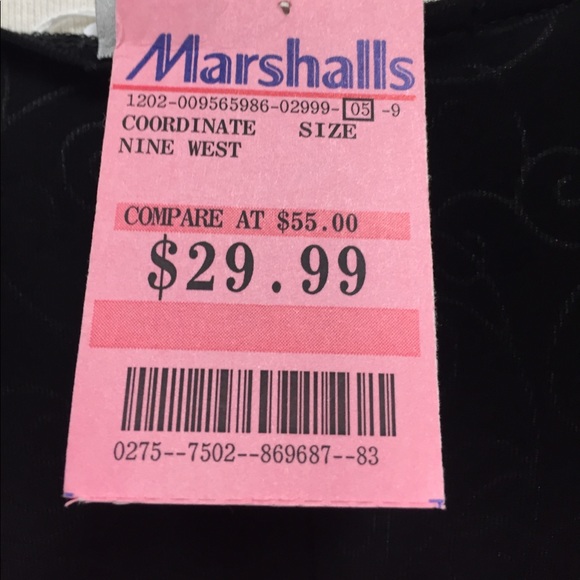 Marshalls
1202-009565986-02999- 05 -9
COORDINATE SIZE
NINE WEST
COMPARE AT $55.00
$29.99
0275--7502--869687--83